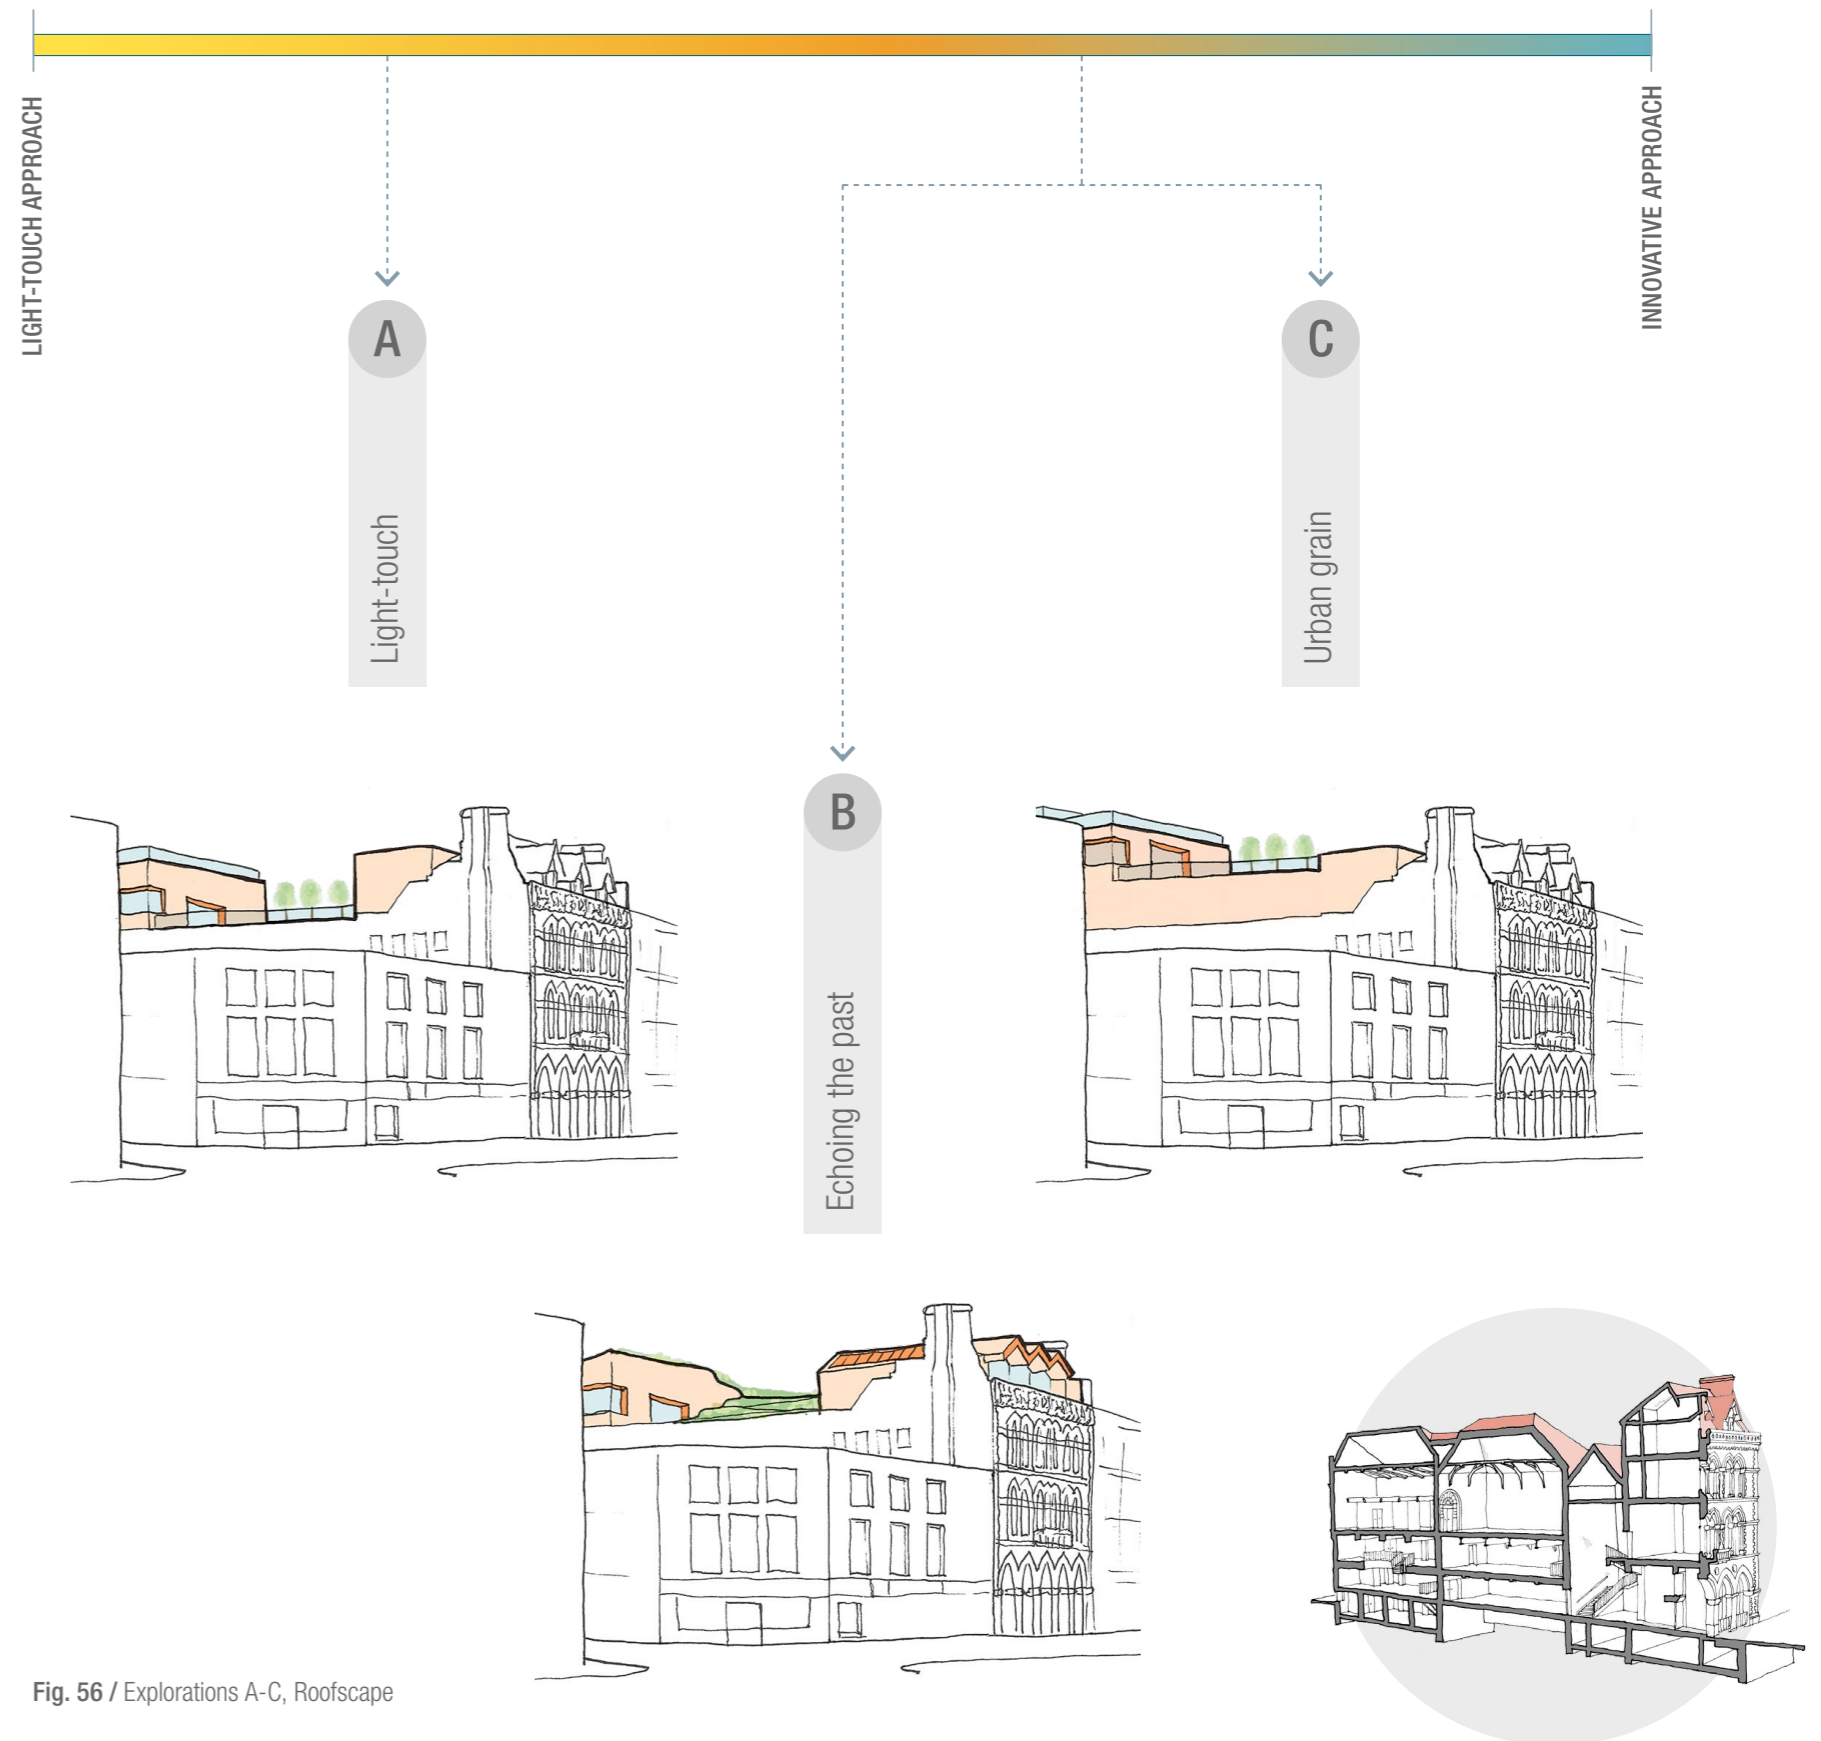 LIGHT-TOUCH APPROACH
INNOVATIVE APPROACH
A
Light-touch
C
Urban grain
B
Echoing the past
Fig. 56 / Explorations A-C, Roofscape